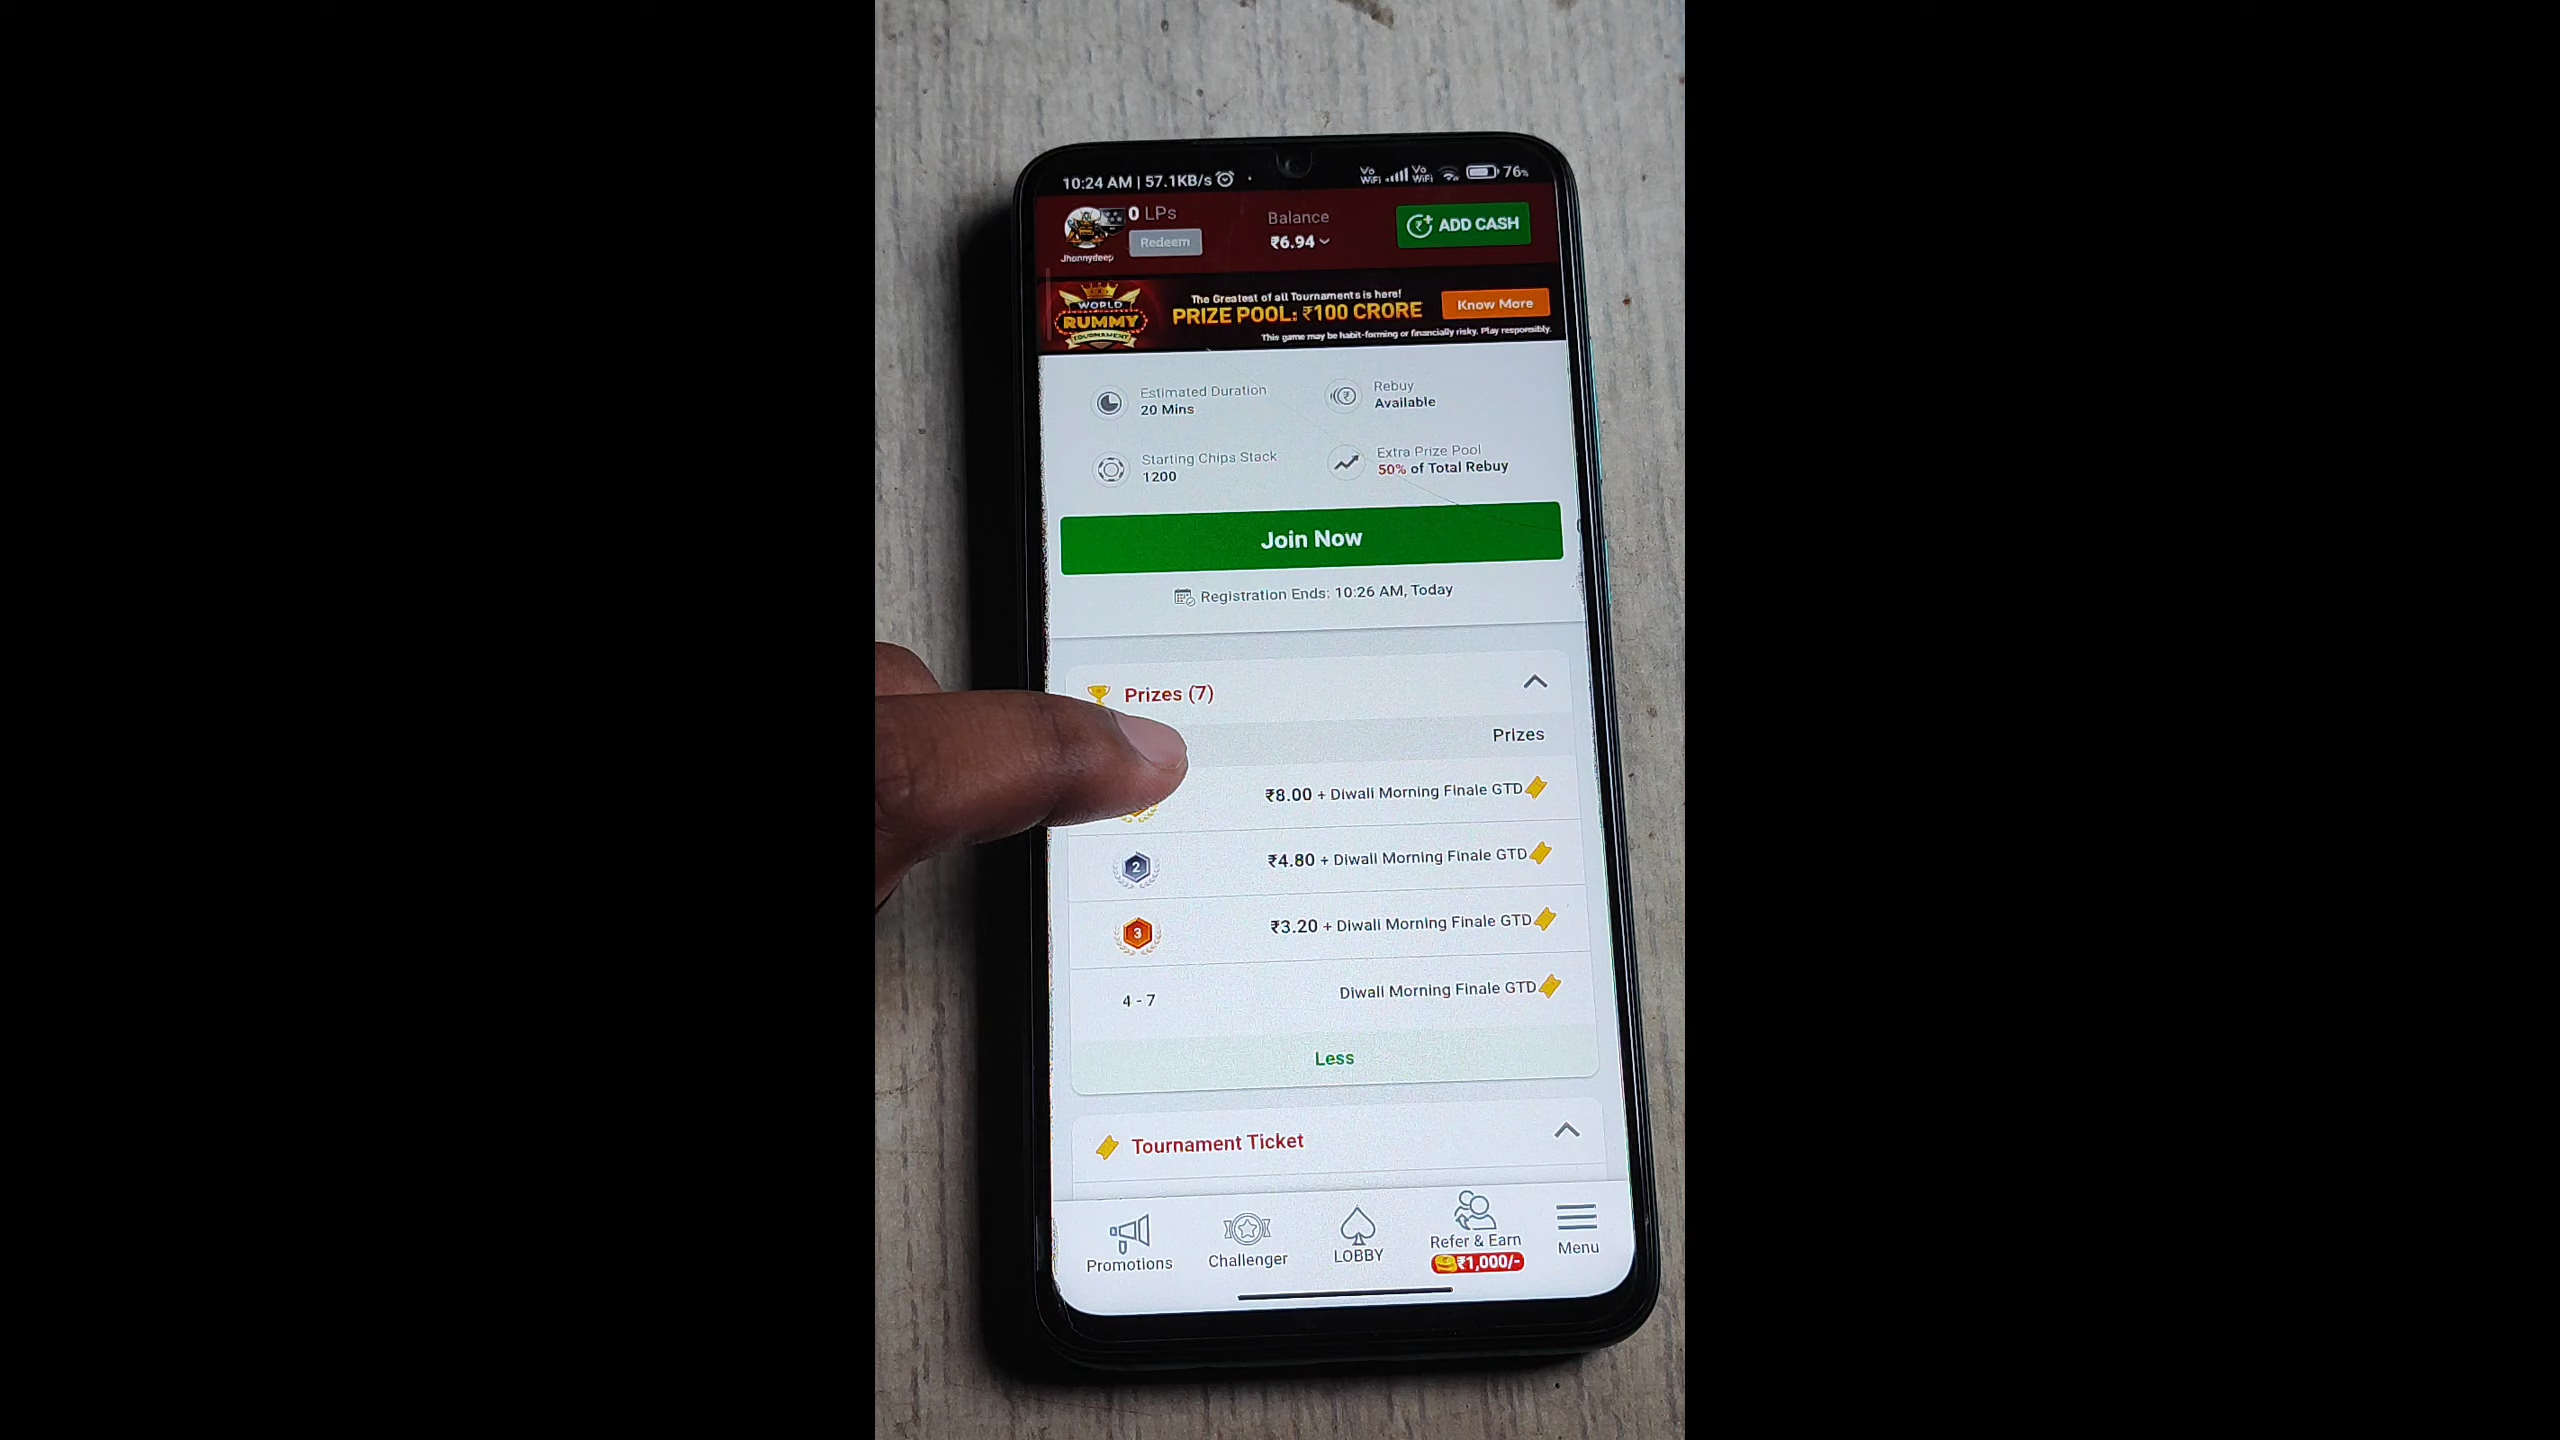 10:24 AM | 57.1KB/s
Vo WiFi Vo WiFi 76%
0 LPs
Redeem
Jhonnydeep
Balance
₹6.94
ADD CASH
WORLD RUMMY TOURNAMENT
The Greatest of all Tournaments is here!
PRIZE POOL: ₹100 CRORE
Know More
This game may be habit-forming or financially risky. Play responsibly.
Estimated Duration
20 Mins
Rebuy
Available
Starting Chips Stack
1200
Extra Prize Pool
50% of Total Rebuy
Join Now
Registration Ends: 10:26 AM, Today
Prizes (7)
Prizes
₹8.00 + Diwali Morning Finale GTD
2 ₹4.80 + Diwali Morning Finale GTD
3 ₹3.20 + Diwali Morning Finale GTD
4 - 7 Diwali Morning Finale GTD
Less
Tournament Ticket
Promotions
Challenger
LOBBY
Refer & Earn
₹1,000/-
Menu